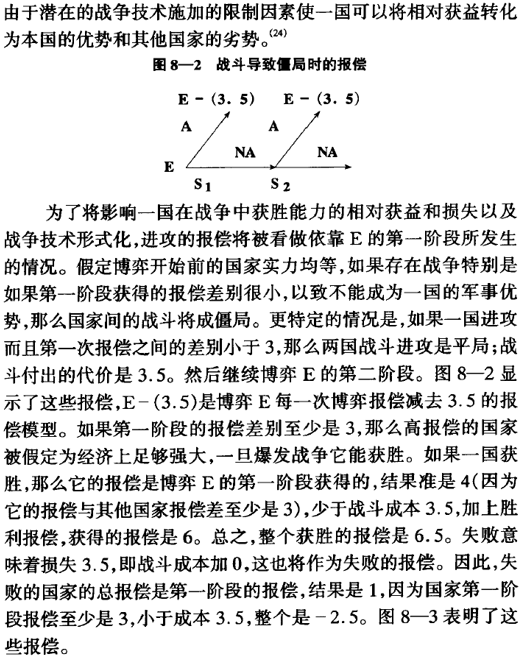 由于潜在的战争技术施加的限制因素使一国可以将相对获益转化
为本国的优势和其他国家的劣势。(24)
图8—2 战斗导致僵局时的报偿
E－(3.5) E－(3.5)
A A
NA NA
E
S1 S2
为了将影响一国在战争中获胜能力的相对获益和损失以及
战争技术形式化,进攻的报偿将被看做依靠E的第一阶段所发生
的情况。假定博弈开始前的国家实力均等,如果存在战争特别是
如果第一阶段获得的报偿差别很小,以致不能成为一国的军事优
势,那么国家间的战斗将成僵局。更特定的情况是,如果一国进攻
而且第一次报偿之间的差别小于3,那么两国战斗进攻是平局;战
斗付出的代价是3.5。然后继续博弈E的第二阶段。图8—2显
示了这些报偿,E－(3.5)是博弈E每一次博弈报偿减去3.5的报
偿模型。如果第一阶段的报偿差别至少是3,那么高报偿的国家
被假定为经济上足够强大,一旦爆发战争它能获胜。如果一国获
胜,那么它的报偿是博弈E的第一阶段获得的,结果准是4(因为
它的报偿与其他国家报偿差至少是3),少于战斗成本3.5,加上胜
利报偿,获得的报偿是6。总之,整个获胜的报偿是6.5。失败意
味着损失3.5,即战斗成本加0,这也将作为失败的报偿。因此,失
败的国家的总报偿是第一阶段的报偿,结果是1,因为国家第一阶
段报偿至少是3,小于成本3.5,整个是－2.5。图8—3表明了这
些报偿。